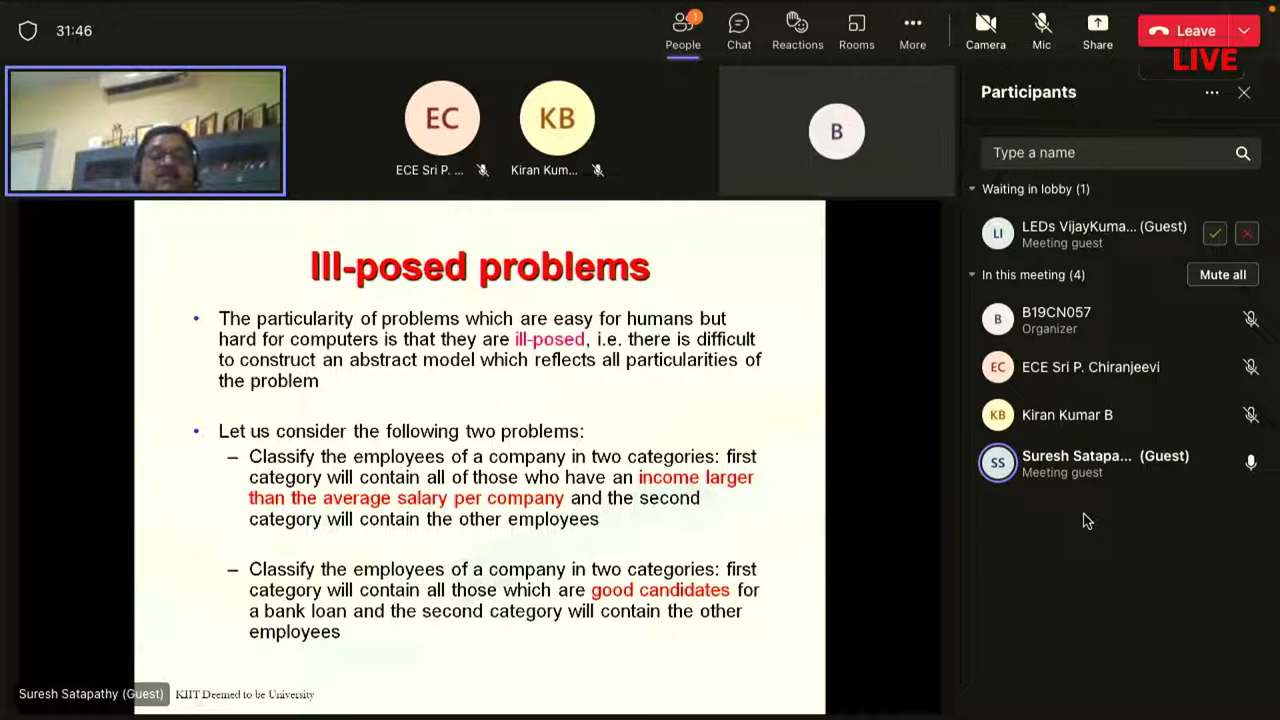 31:46
People
1
Chat
Reactions
Rooms
More
Camera
Mic
Share
Leave
LIVE
EC
ECE Sri P. ...
KB
Kiran Kum...
B
Participants
Type a name
Waiting in lobby (1)
LI
LEDs VijayKuma... (Guest)
Meeting guest
In this meeting (4)
Mute all
B
B19CN057
Organizer
EC
ECE Sri P. Chiranjeevi
KB
Kiran Kumar B
SS
Suresh Satapa... (Guest)
Meeting guest
Ill-posed problems
• The particularity of problems which are easy for humans but
hard for computers is that they are ill-posed, i.e. there is difficult
to construct an abstract model which reflects all particularities of
the problem
• Let us consider the following two problems:
– Classify the employees of a company in two categories: first
category will contain all of those who have an income larger
than the average salary per company and the second
category will contain the other employees
– Classify the employees of a company in two categories: first
category will contain all those which are good candidates for
a bank loan and the second category will contain the other
employees
Suresh Satapathy (Guest)
KIIT Deemed to be University